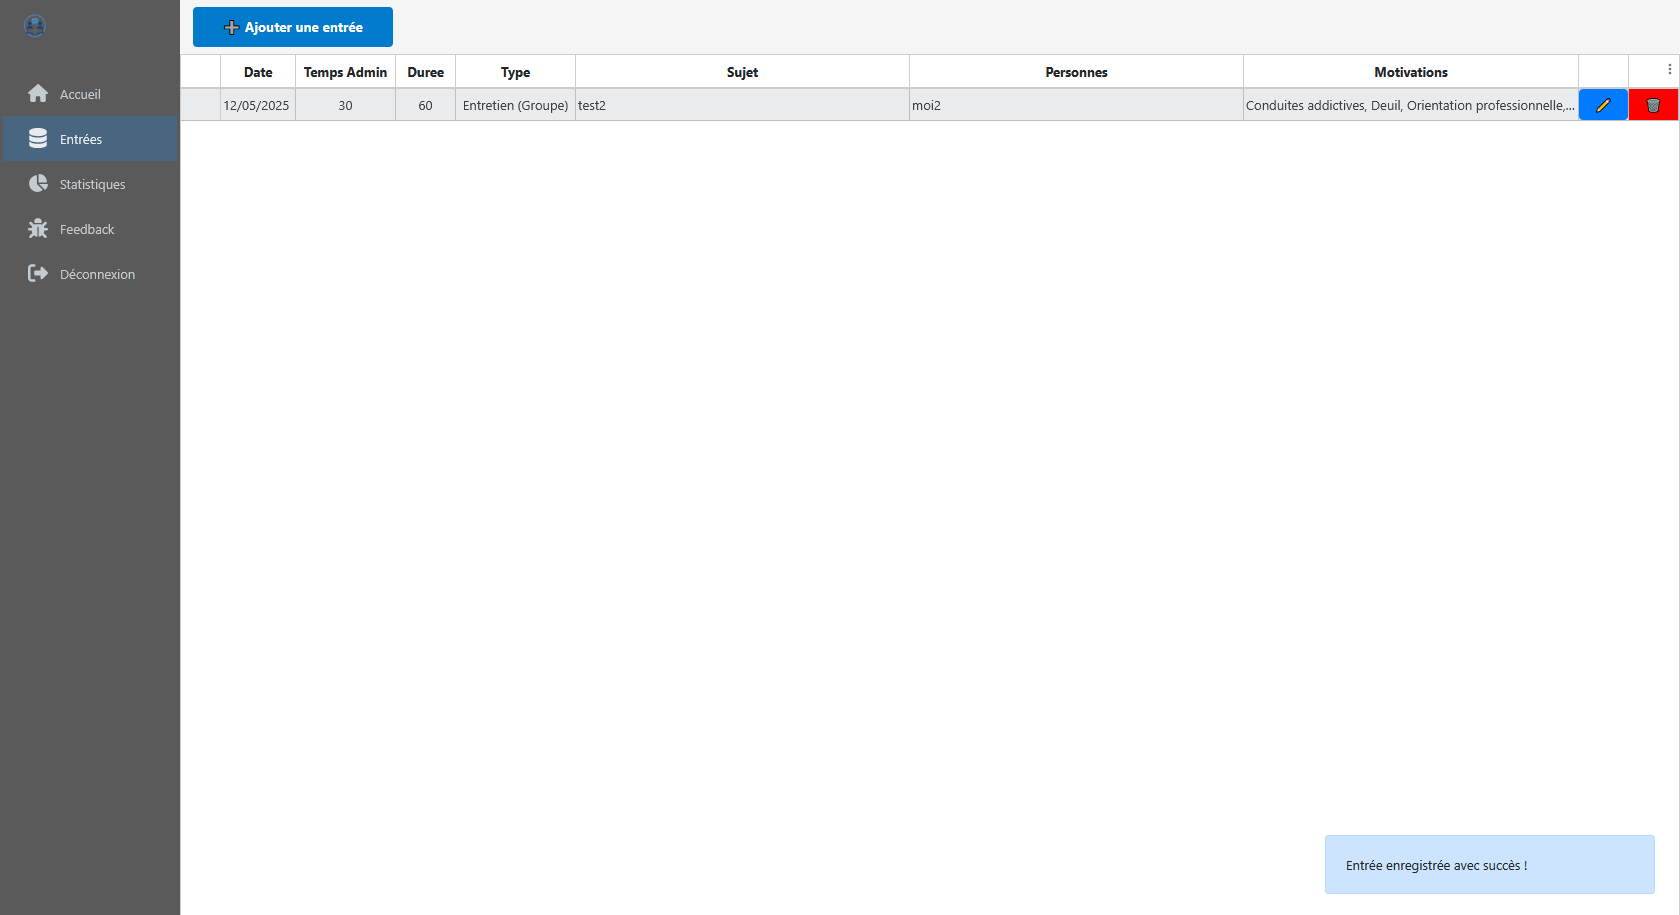 Ajouter une entrée
Accueil
Entrées
Statistiques
Feedback
Déconnexion
Date Temps Admin Duree Type Sujet Personnes Motivations
12/05/2025 30 60 Entretien (Groupe) test2 moi2 Conduites addictives, Deuil, Orientation professionnelle,...
Entrée enregistrée avec succès !